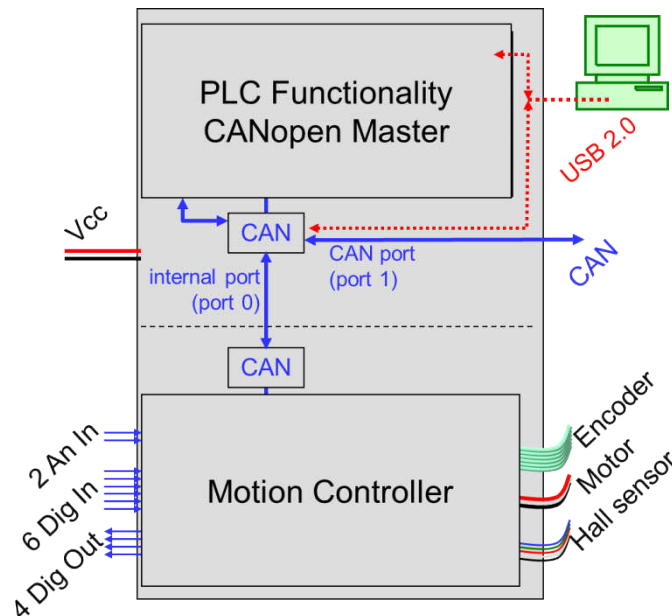 PLC Functionality
CANopen Master
USB 2.0
Vcc
CAN
CAN port
(port 1)
CAN
internal port
(port 0)
CAN
2 An In
6 Dig In
4 Dig Out
Motion Controller
Encoder
Motor
Hall sensor